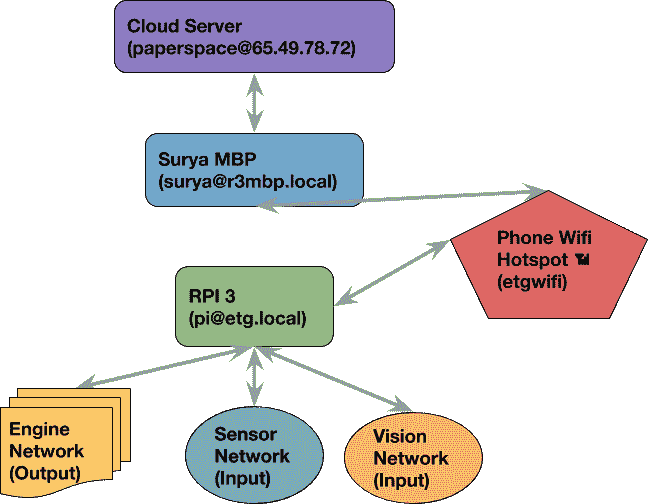 Cloud Server
(paperspace@65.49.78.72)
Surya MBP
(surya@r3mbp.local)
Phone Wifi
Hotspot
(etgwifi)
RPI 3
(pi@etg.local)
Engine
Network
(Output)
Sensor
Network
(Input)
Vision
Network
(Input)